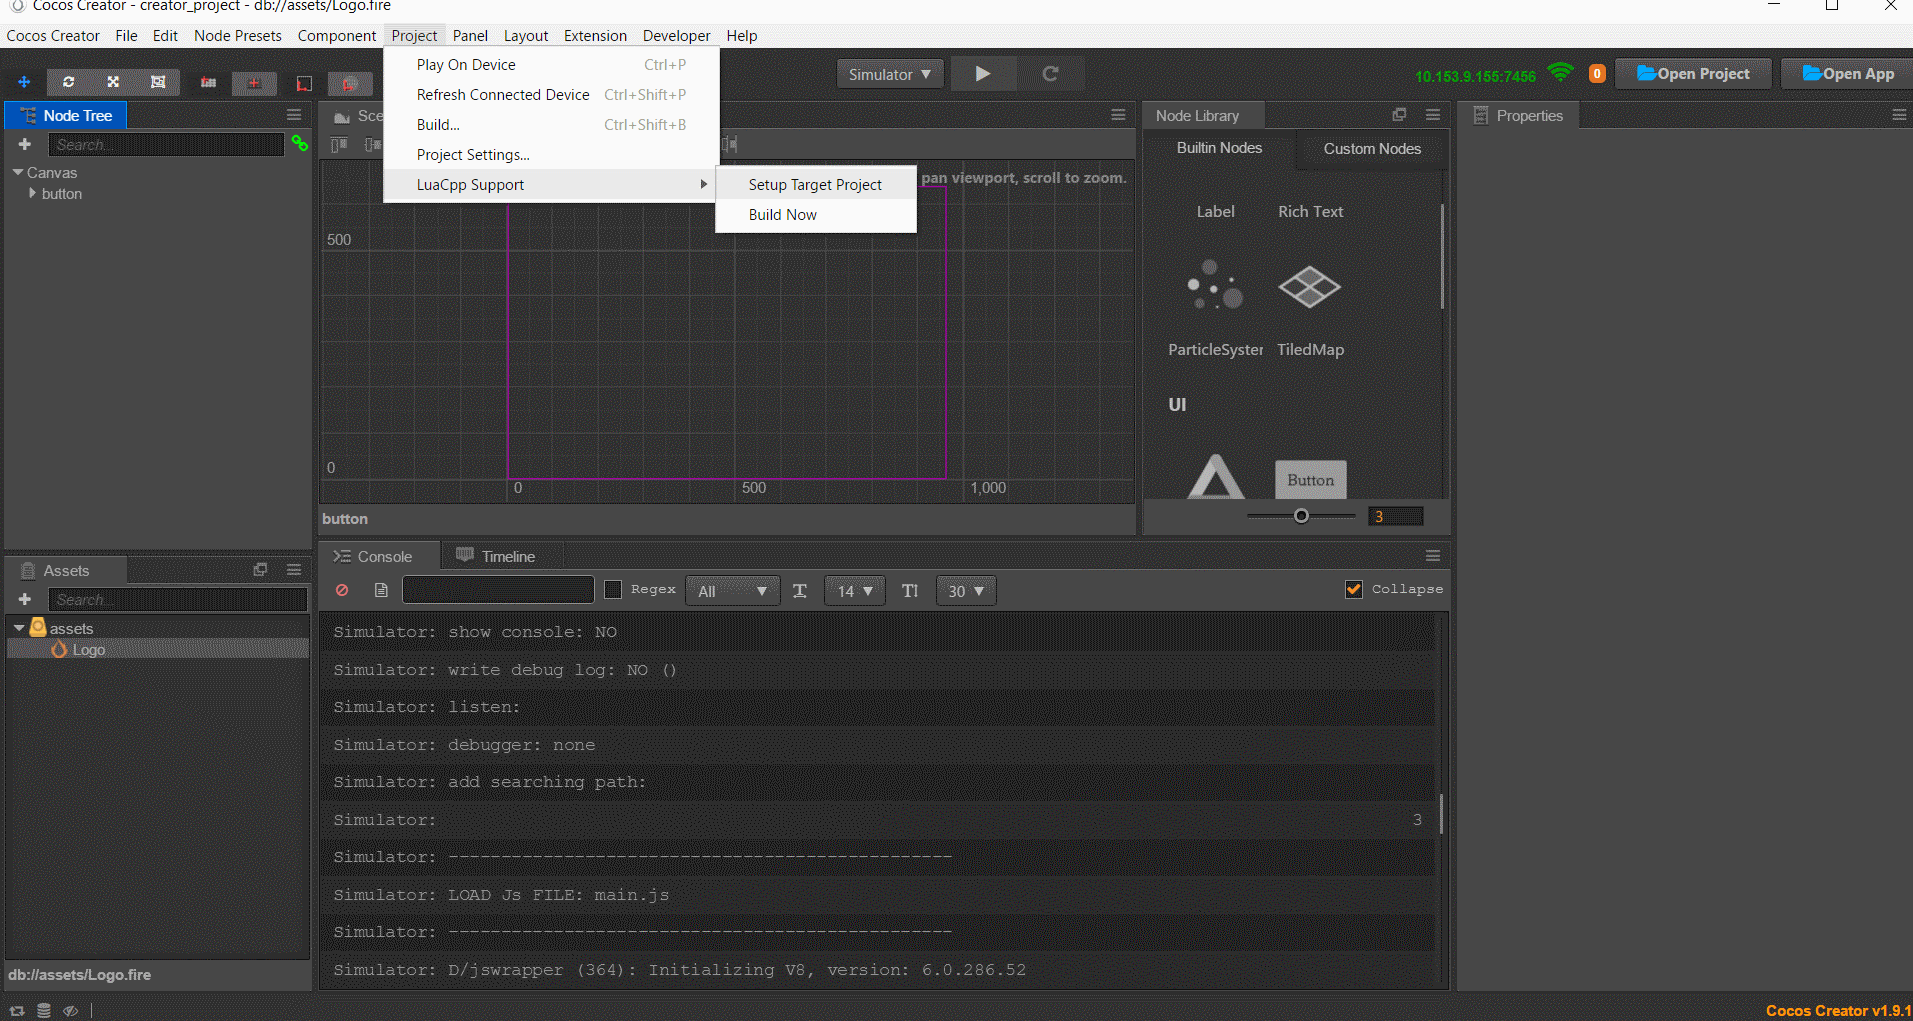 Cocos Creator - creator_project - db://assets/Logo.fire
Cocos Creator File Edit Node Presets Component Project Panel Layout Extension Developer Help
Play On Device Ctrl+P
Refresh Connected Device Ctrl+Shift+P
Build... Ctrl+Shift+B
Project Settings...
LuaCpp Support
Setup Target Project
Build Now
Simulator
10.153.9.155:7456
0
Open Project
Open App
Node Tree
Search...
Canvas
button
Sce
pan viewport, scroll to zoom.
500
0
0 500 1,000
button
Node Library
Builtin Nodes Custom Nodes
Label Rich Text
ParticleSyster TiledMap
UI
Button
3
Properties
Assets
Search...
assets
Logo
db://assets/Logo.fire
Console Timeline
Regex All 14 30 Collapse
Simulator: show console: NO
Simulator: write debug log: NO ()
Simulator: listen:
Simulator: debugger: none
Simulator: add searching path:
Simulator: 3
Simulator: ------------------------------------------------
Simulator: LOAD Js FILE: main.js
Simulator: ------------------------------------------------
Simulator: D/jswrapper (364): Initializing V8, version: 6.0.286.52
Cocos Creator v1.9.1